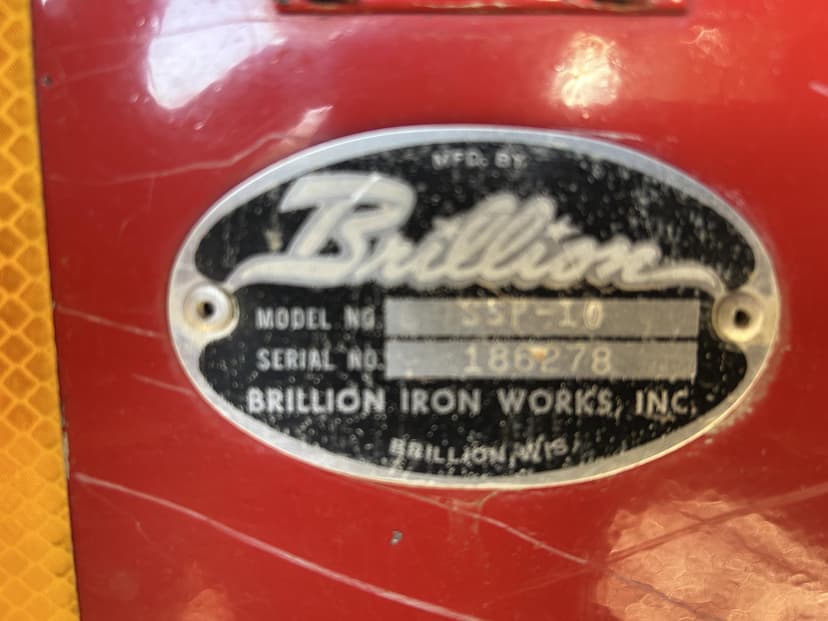 MFD. BY
Brillion
MODEL NO. SSP-10
SERIAL NO. 186278
BRILLION IRON WORKS, INC.
BRILLION, WIS.